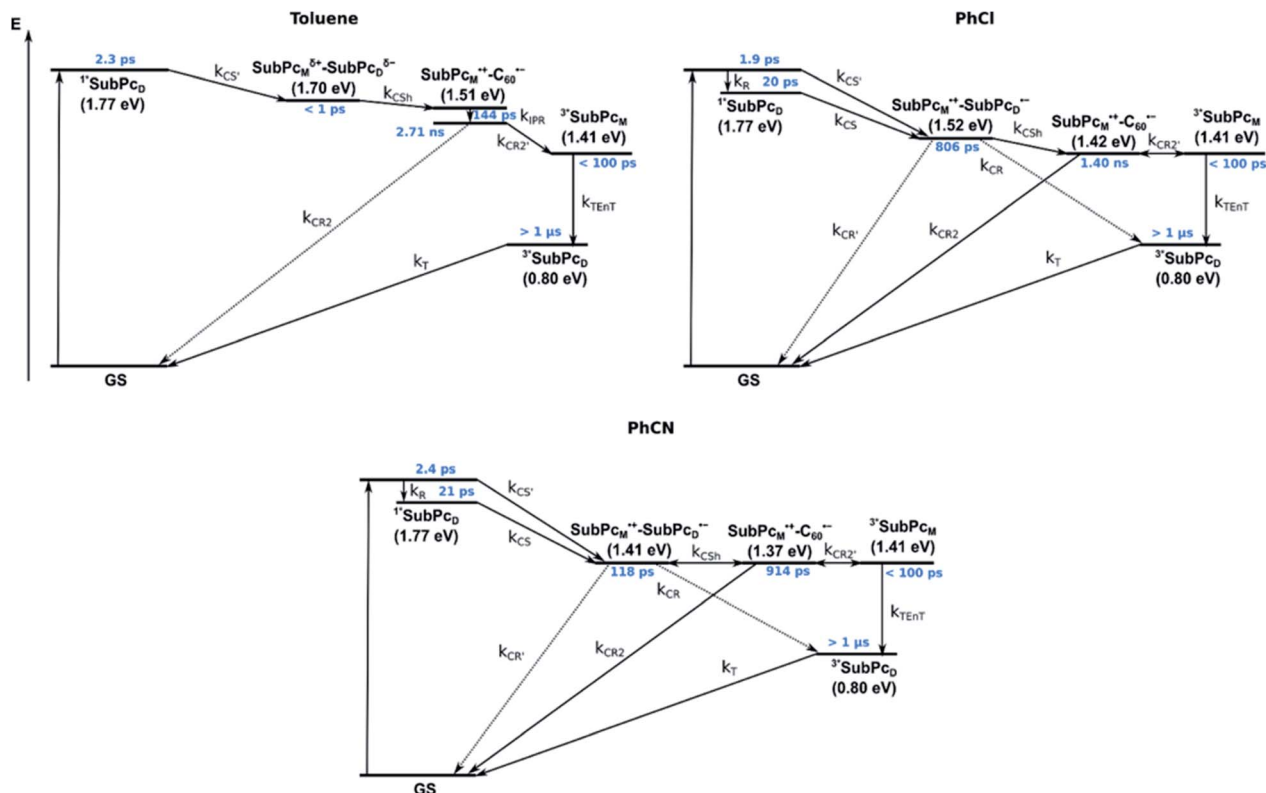 E
Toluene
2.3 ps
¹*SubPc_D
(1.77 eV)
k_CS'
SubPc_M^δ+-SubPc_D^δ−
(1.70 eV)
< 1 ps
k_CSh
SubPc_M^•+-C₆₀^•−
(1.51 eV)
144 ps
k_IPR
2.71 ns
k_CR2'
³*SubPc_M
(1.41 eV)
< 100 ps
k_TEnT
k_CR2
> 1 μs
³*SubPc_D
(0.80 eV)
k_T
GS
PhCl
1.9 ps
k_R
20 ps
¹*SubPc_D
(1.77 eV)
k_CS'
k_CS
SubPc_M^•+-SubPc_D^•−
(1.52 eV)
806 ps
k_CSh
SubPc_M^•+-C₆₀^•−
(1.42 eV)
1.40 ns
k_CR2'
³*SubPc_M
(1.41 eV)
< 100 ps
k_CR
k_TEnT
k_CR'
k_CR2
> 1 μs
³*SubPc_D
(0.80 eV)
k_T
GS
PhCN
2.4 ps
k_R
21 ps
¹*SubPc_D
(1.77 eV)
k_CS'
k_CS
SubPc_M^•+-SubPc_D^•−
(1.41 eV)
118 ps
k_CSh
SubPc_M^•+-C₆₀^•−
(1.37 eV)
914 ps
k_CR2'
³*SubPc_M
(1.41 eV)
< 100 ps
k_CR
k_TEnT
k_CR'
k_CR2
> 1 μs
³*SubPc_D
(0.80 eV)
k_T
GS